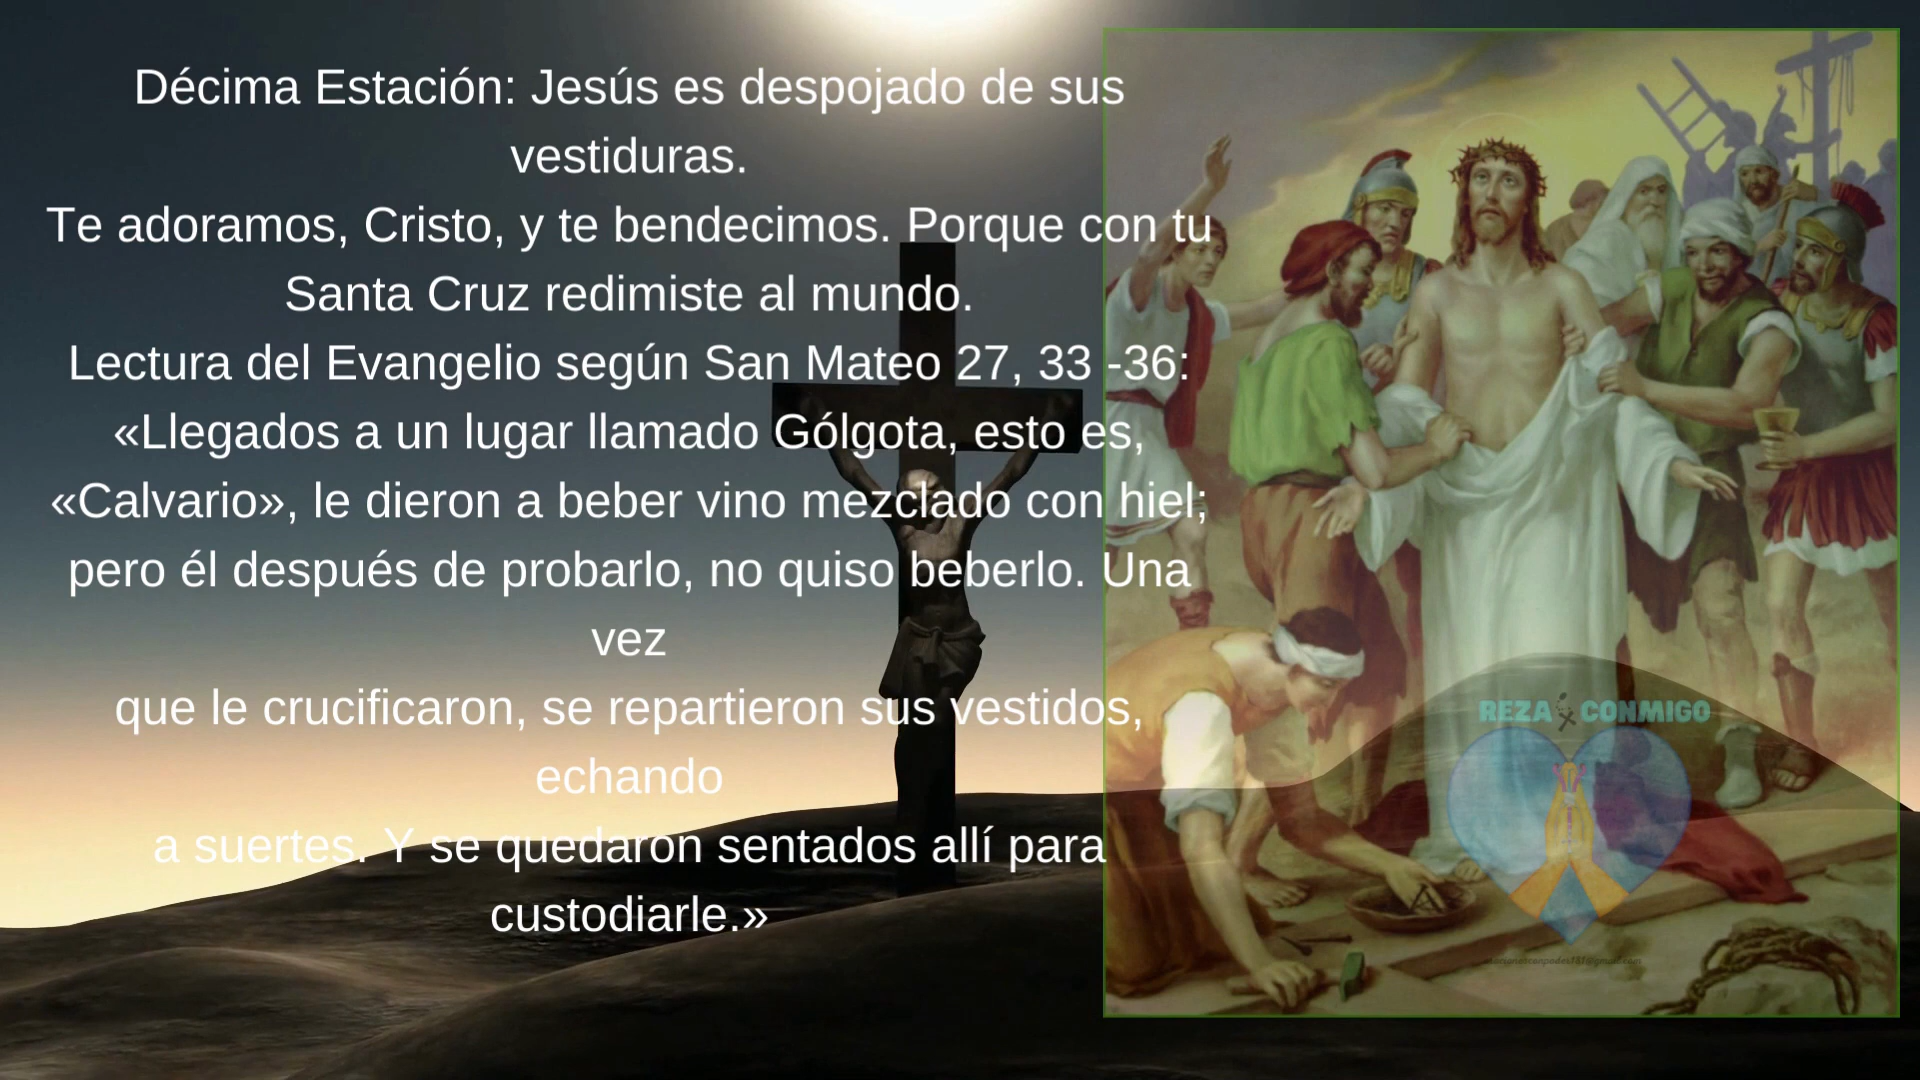 Décima Estación: Jesús es despojado de sus
vestiduras.
Te adoramos, Cristo, y te bendecimos. Porque con tu
Santa Cruz redimiste al mundo.
Lectura del Evangelio según San Mateo 27, 33 -36:
«Llegados a un lugar llamado Gólgota, esto es,
«Calvario», le dieron a beber vino mezclado con hiel;
pero él después de probarlo, no quiso beberlo. Una
vez
que le crucificaron, se repartieron sus vestidos,
echando
a suertes. Y se quedaron sentados allí para
custodiarle.»
REZA CONMIGO